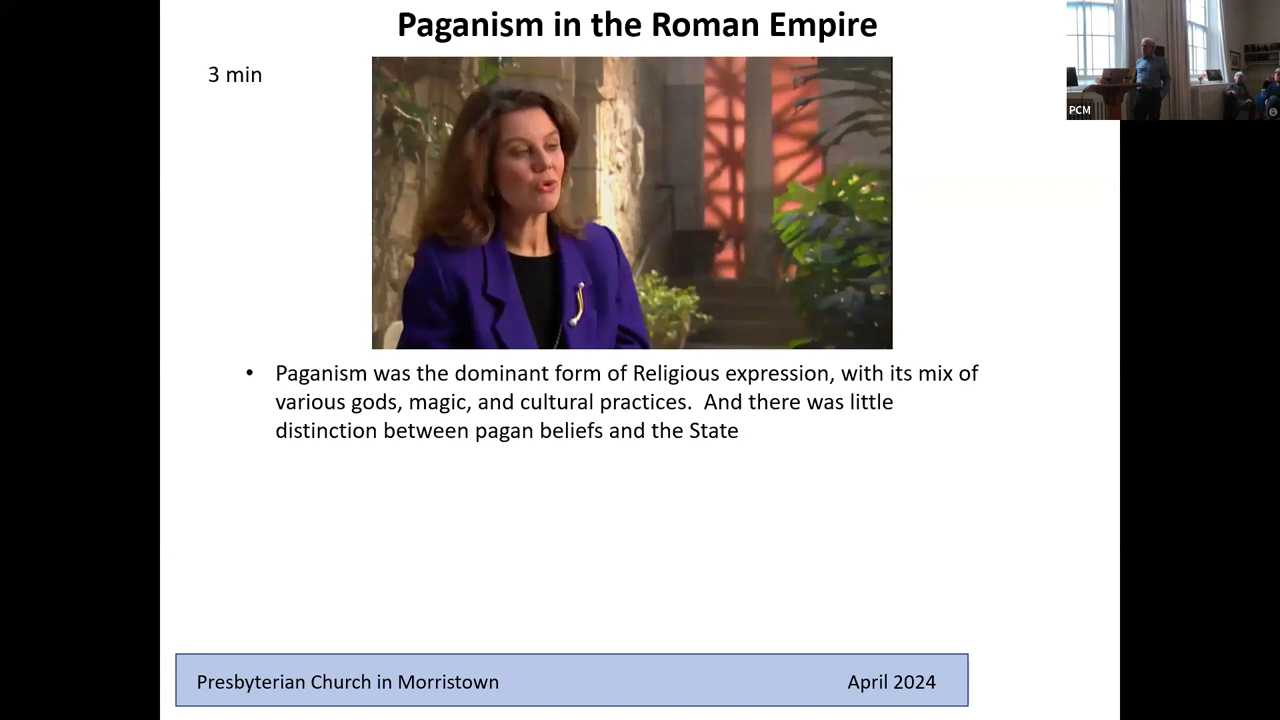 Paganism in the Roman Empire
3 min
PCM
• Paganism was the dominant form of Religious expression, with its mix of
various gods, magic, and cultural practices.  And there was little
distinction between pagan beliefs and the State
Presbyterian Church in Morristown
April 2024